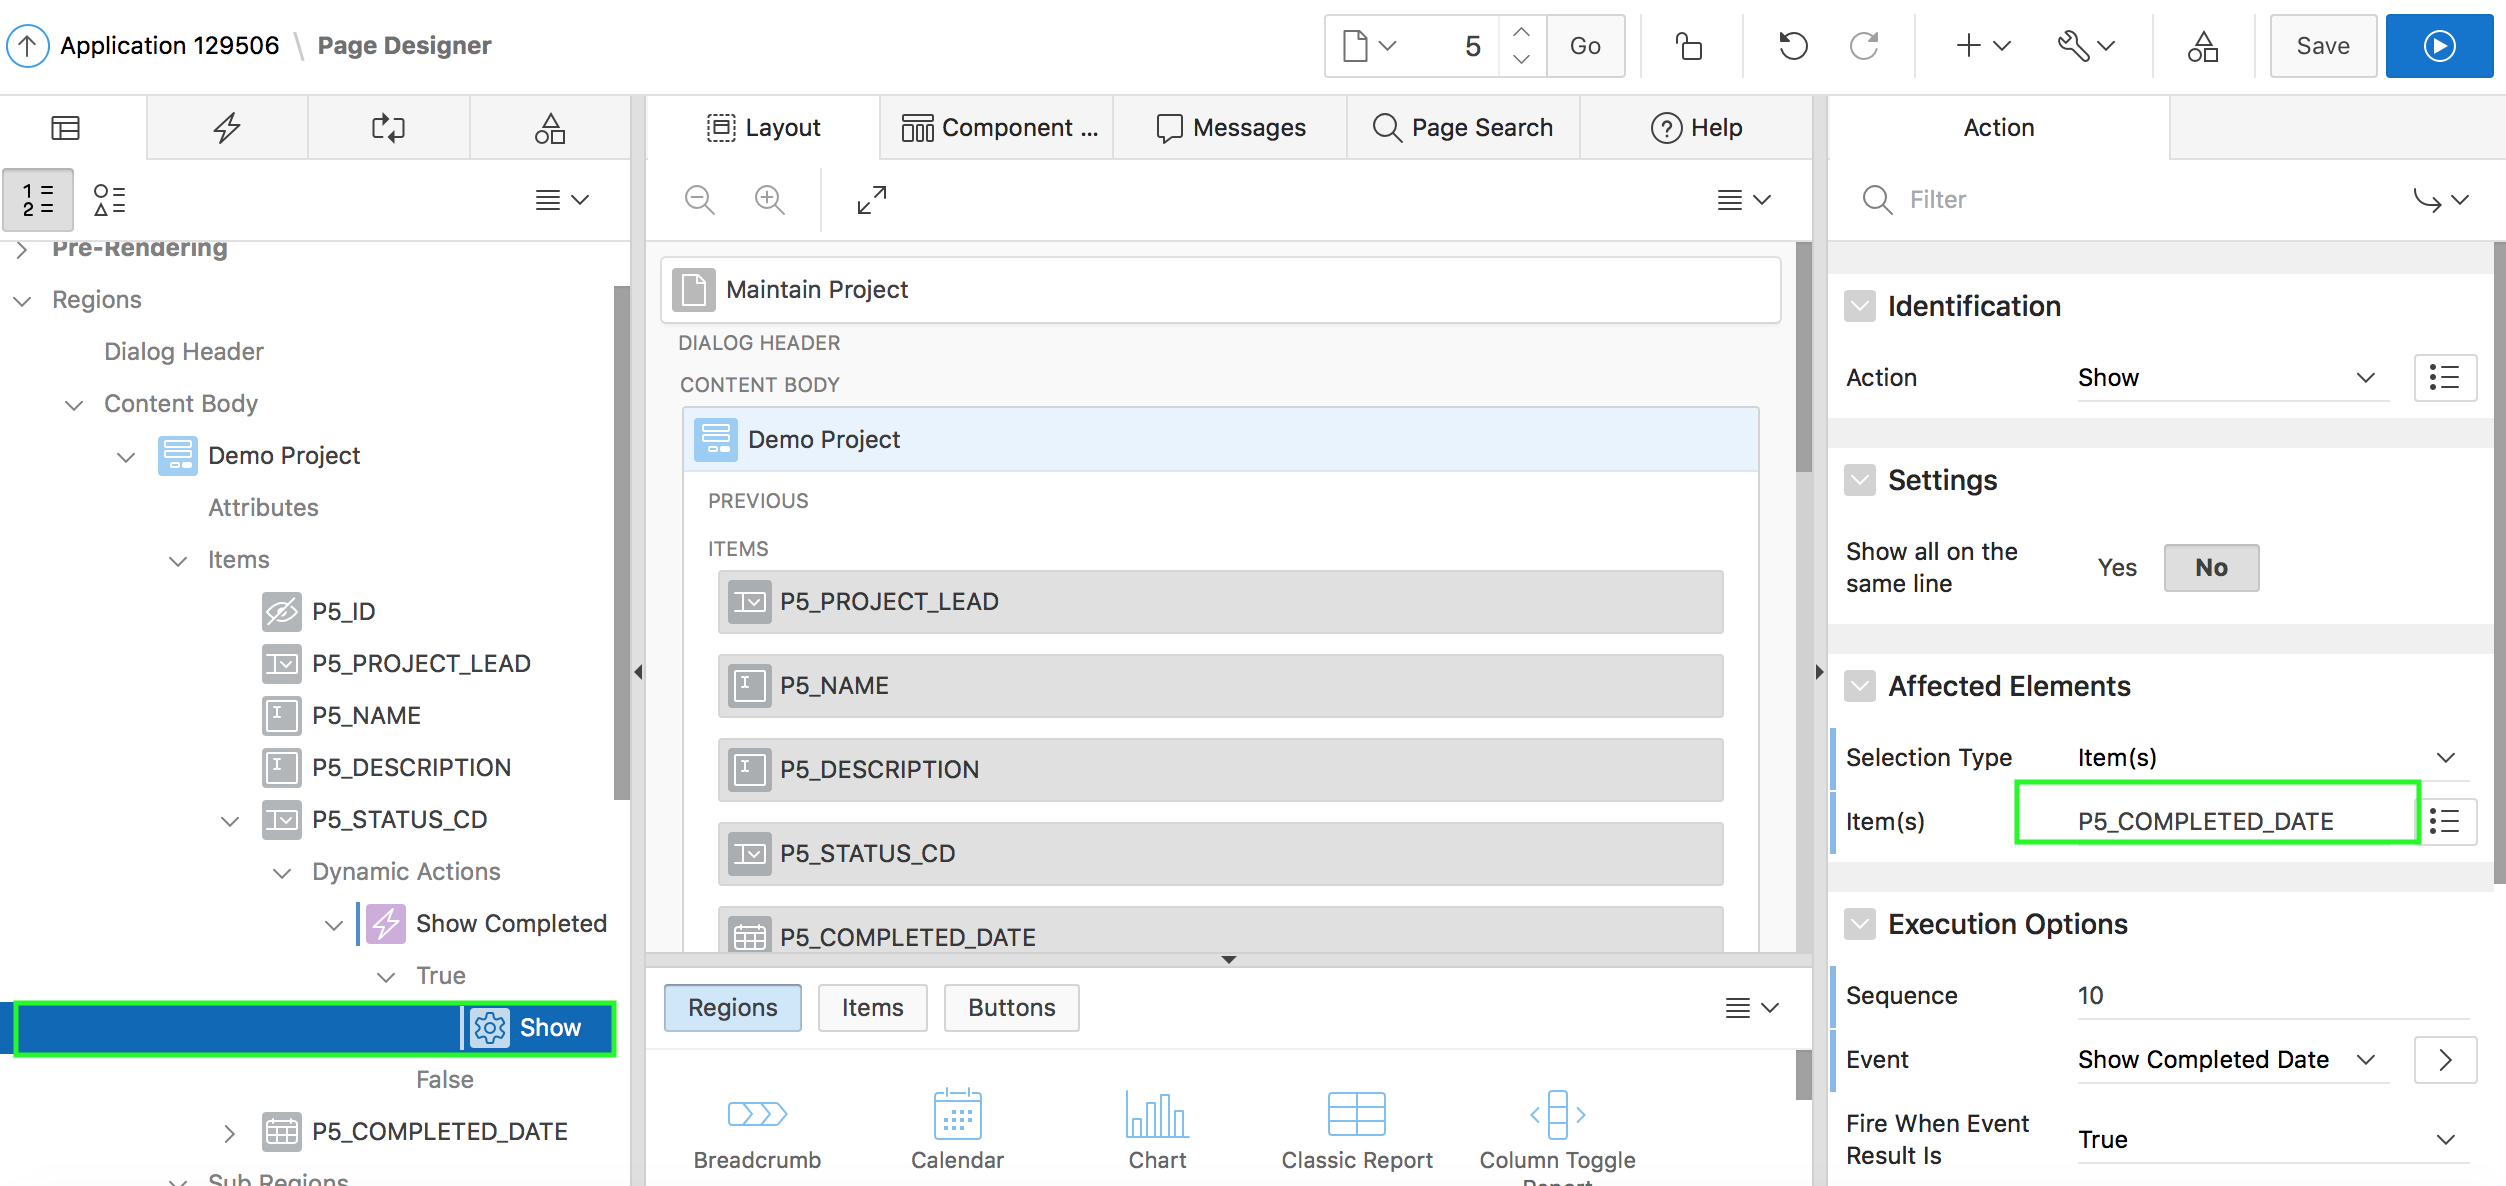 Application 129506 \ Page Designer
5
Go
Save
Layout
Component ...
Messages
Page Search
Help
Action
1
2
Filter
Pre-Rendering
Regions
Dialog Header
Content Body
Demo Project
Attributes
Items
P5_ID
P5_PROJECT_LEAD
P5_NAME
P5_DESCRIPTION
P5_STATUS_CD
Dynamic Actions
Show Completed
True
Show
False
P5_COMPLETED_DATE
Sub Regions
Maintain Project
DIALOG HEADER
CONTENT BODY
Demo Project
PREVIOUS
ITEMS
P5_PROJECT_LEAD
P5_NAME
P5_DESCRIPTION
P5_STATUS_CD
P5_COMPLETED_DATE
Regions
Items
Buttons
Breadcrumb
Calendar
Chart
Classic Report
Column Toggle
Report
Identification
Action
Show
Settings
Show all on the
same line
Yes
No
Affected Elements
Selection Type
Item(s)
Item(s)
P5_COMPLETED_DATE
Execution Options
Sequence
10
Event
Show Completed Date
Fire When Event
Result Is
True